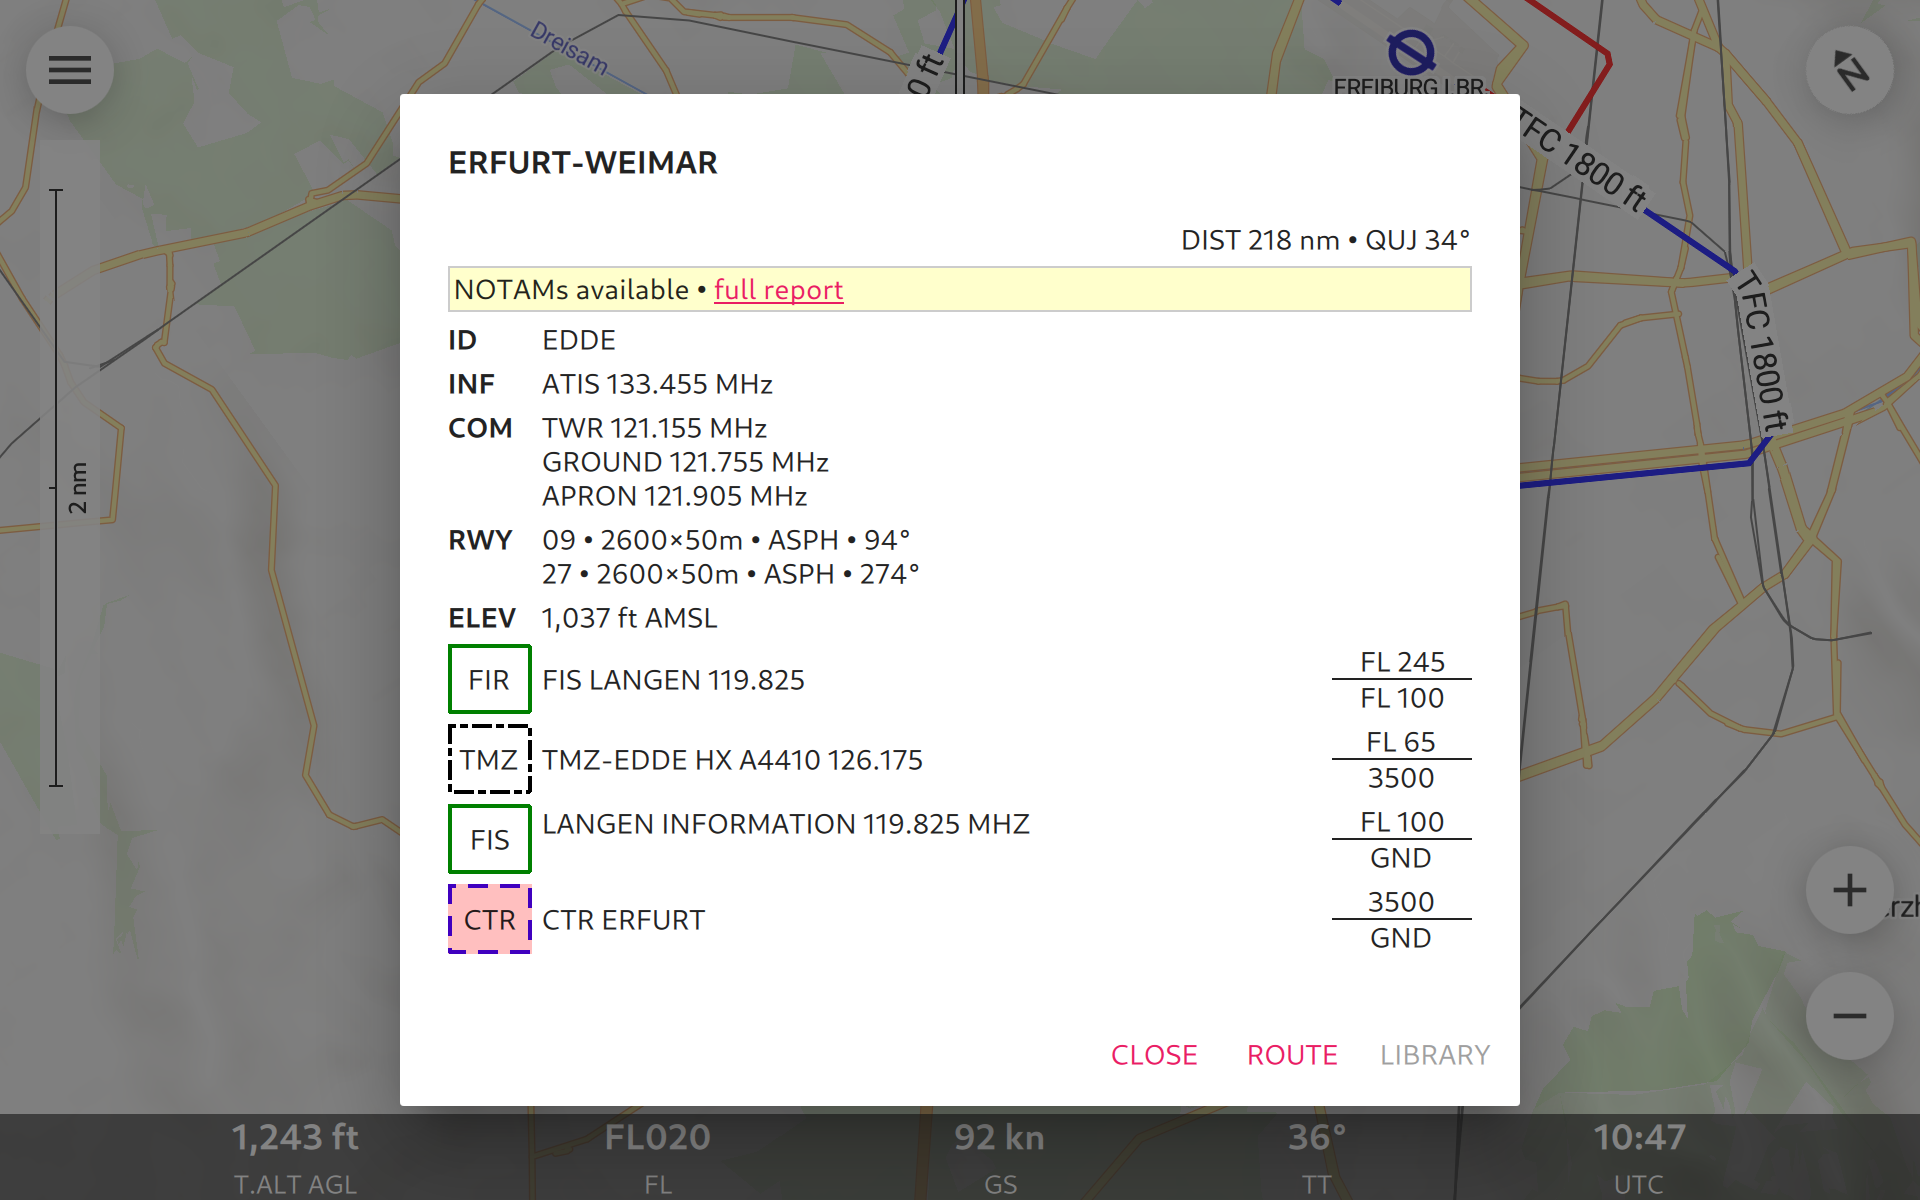 Dreisam
0 ft
FREIBURG LBR
TFC 1800 ft
TFC 1800 ft
2 nm
N
ERFURT-WEIMAR
DIST 218 nm • QUJ 34°
NOTAMs available • full report
ID EDDE
INF ATIS 133.455 MHz
COM TWR 121.155 MHz
GROUND 121.755 MHz
APRON 121.905 MHz
RWY 09 • 2600×50m • ASPH • 94°
27 • 2600×50m • ASPH • 274°
ELEV 1,037 ft AMSL
FIR FIS LANGEN 119.825 FL 245
FL 100
TMZ TMZ-EDDE HX A4410 126.175 FL 65
3500
FIS LANGEN INFORMATION 119.825 MHZ FL 100
GND
CTR CTR ERFURT 3500
GND
CLOSE ROUTE LIBRARY
1,243 ft FL020 92 kn 36° 10:47
T.ALT AGL FL GS TT UTC